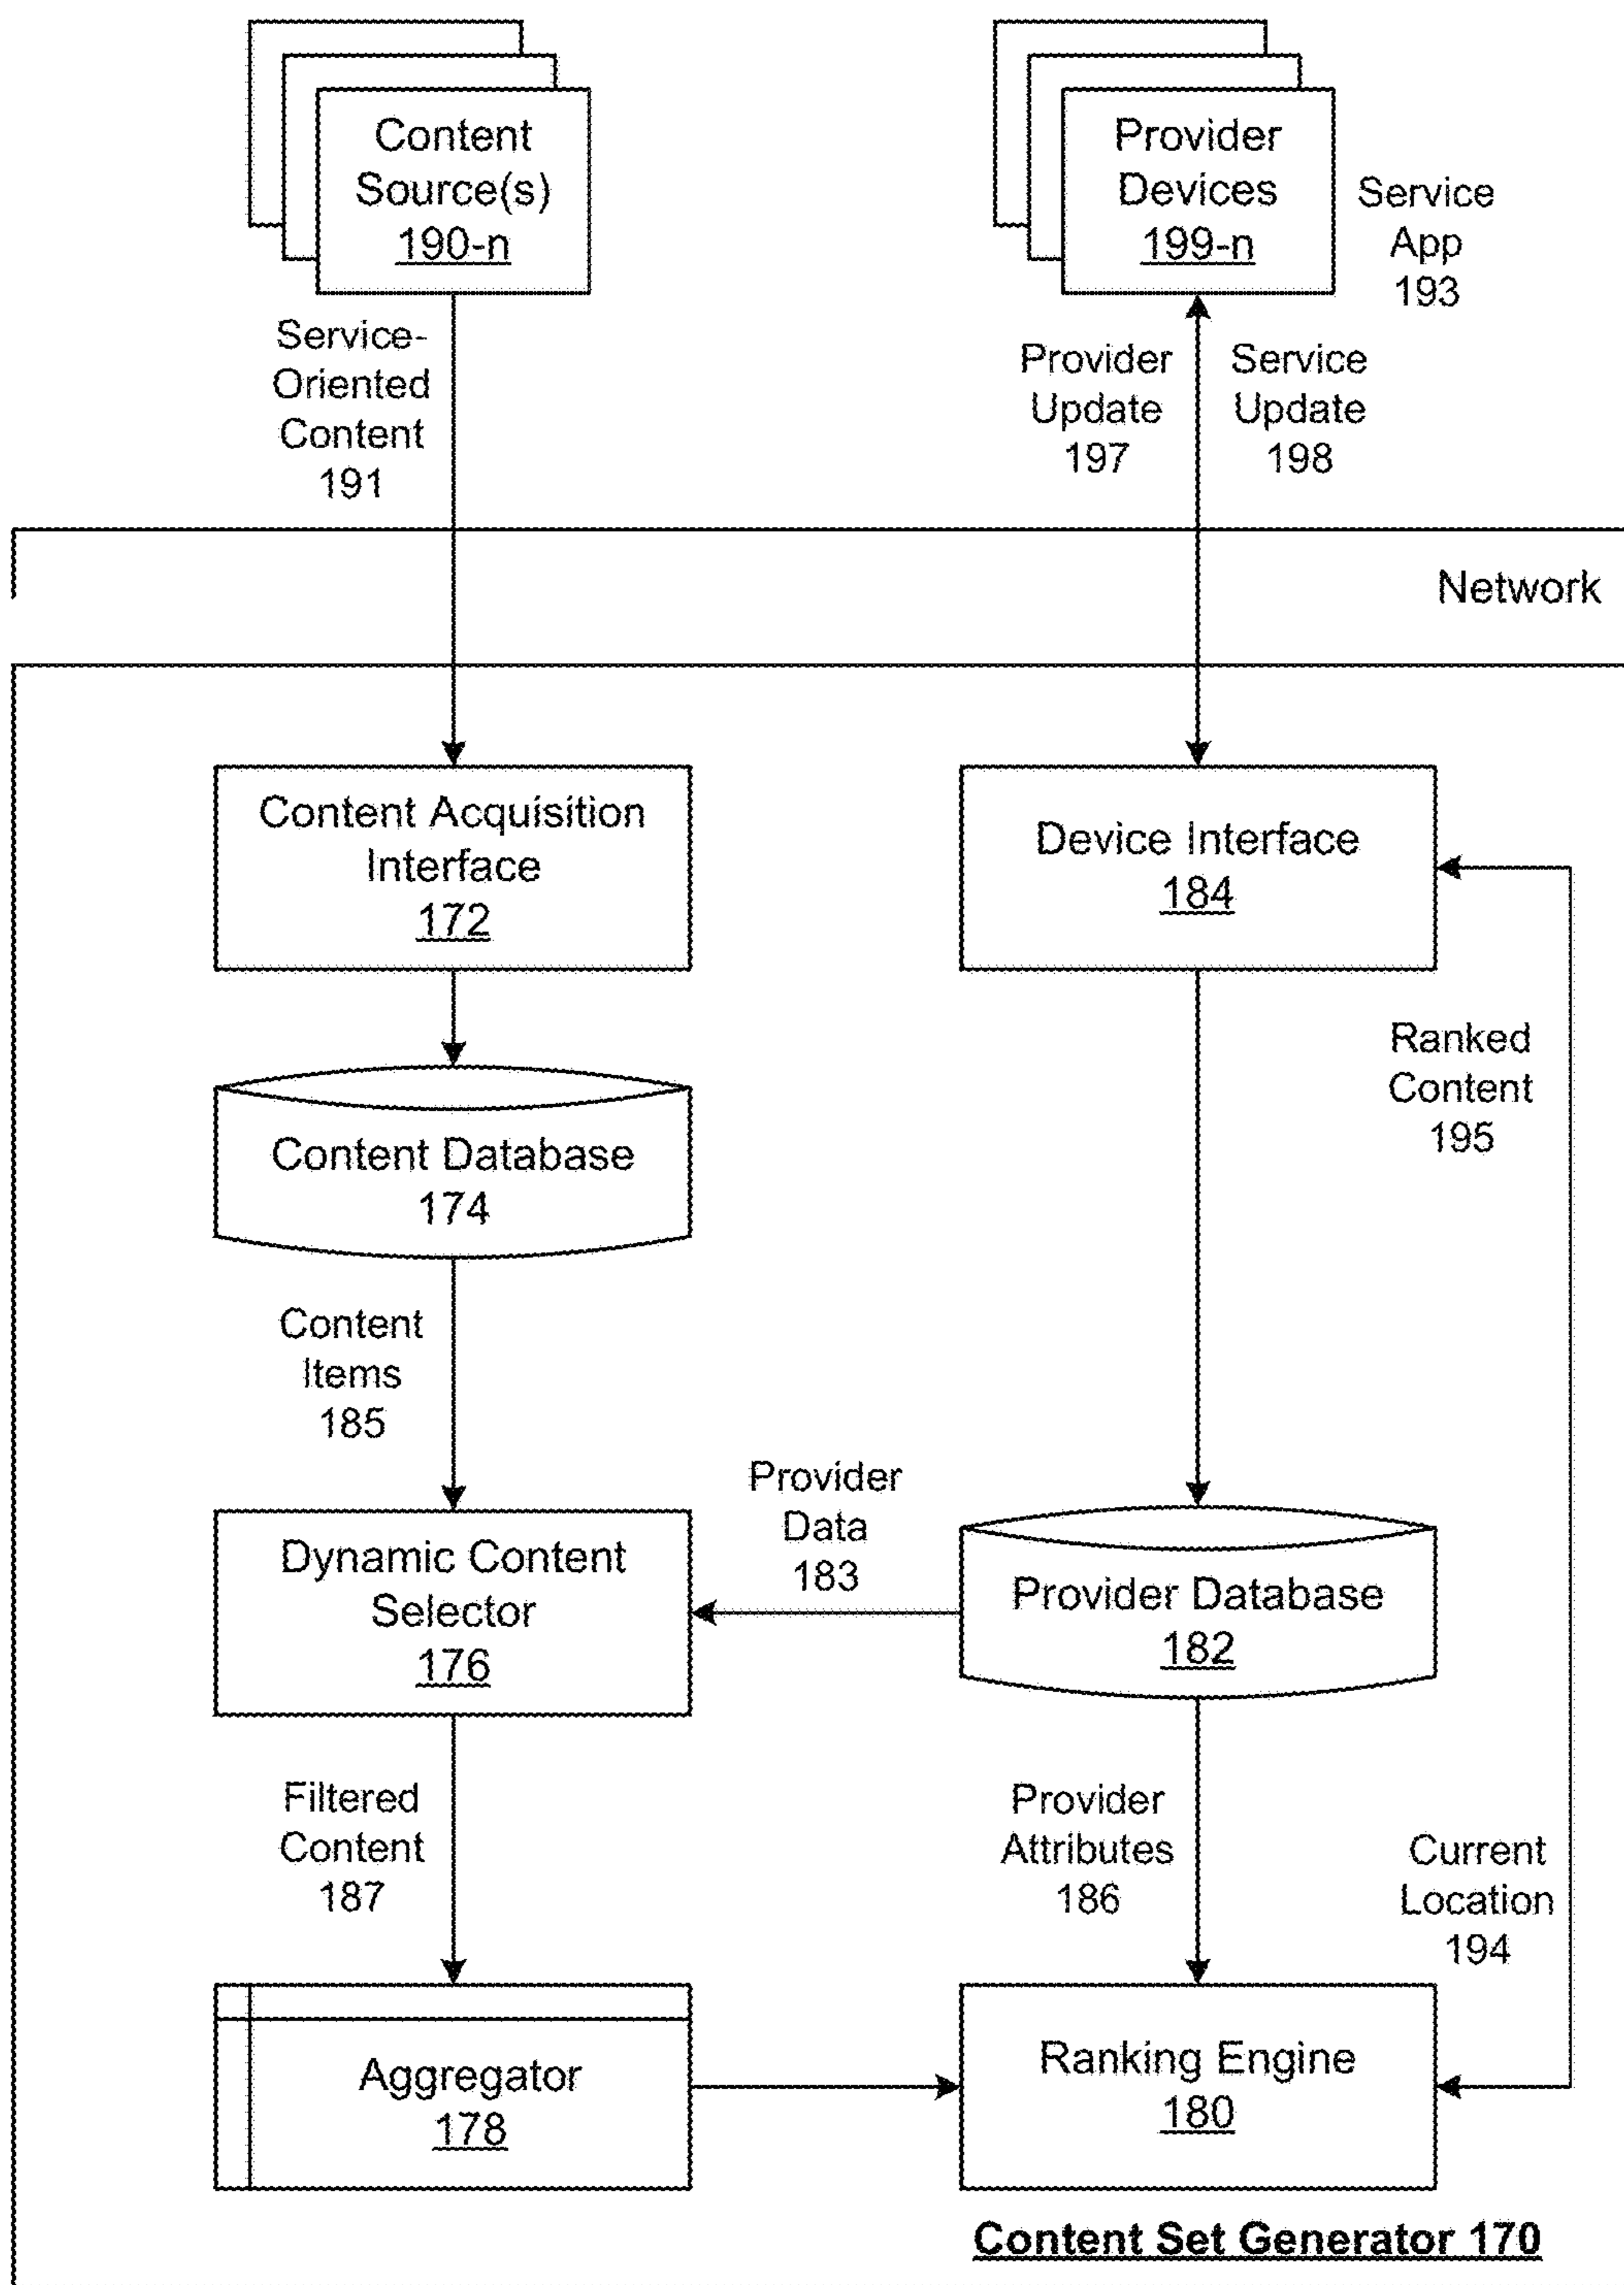 Content
Source(s)
190-n
Provider
Devices
199-n
Service
App
193
Service-
Oriented
Content
191
Provider
Update
197
Service
Update
198
Network
Content Acquisition
Interface
172
Device Interface
184
Ranked
Content
195
Content Database
174
Content
Items
185
Provider
Data
183
Dynamic Content
Selector
176
Provider Database
182
Filtered
Content
187
Provider
Attributes
186
Current
Location
194
Aggregator
178
Ranking Engine
180
Content Set Generator 170